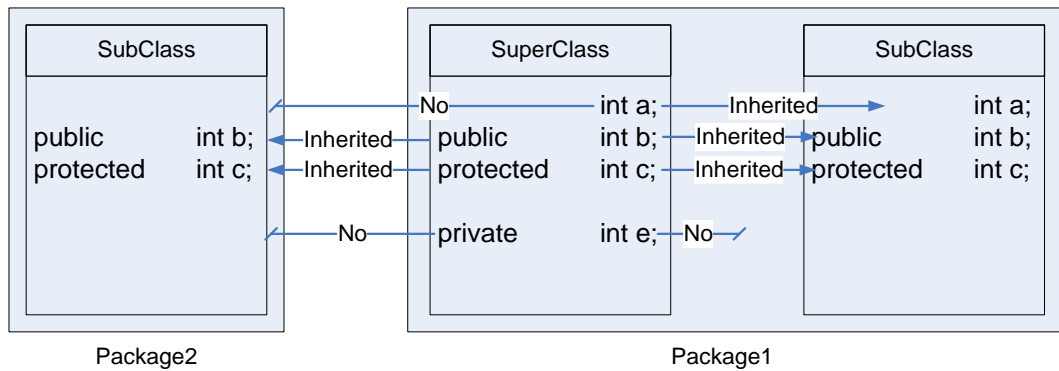 SubClass
SuperClass
SubClass
No
int a;
Inherited
int a;
public int b;
Inherited
public int b;
Inherited
public int b;
protected int c;
Inherited
protected int c;
Inherited
protected int c;
No
private int e;
No
Package2
Package1